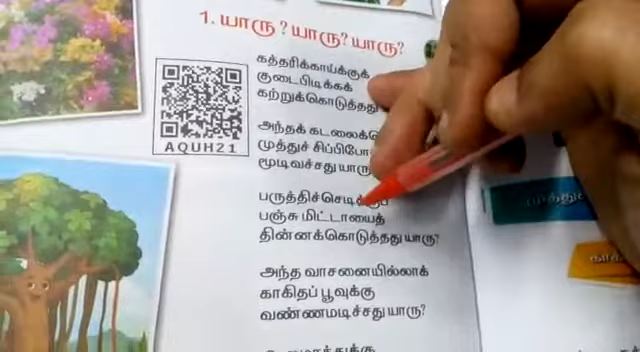 1. யாரு? யாரு? யாரு?
கத்தரிக்காய்க்குக்
குடைபிடிக்கக்
கற்றுக்கொடுத்தது
AQUH21
அந்தக் கடலைக்கு
முத்துச் சிப்பிபோ
மூடிவச்சது யாரு
பருத்திச்செடிக்குப்
பஞ்சு மிட்டாயைத்
தின்னக்கொடுத்தது யாரு?
அந்த வாசனையில்லாக்
காகிதப் பூவுக்கு
வண்ணமடிச்சது யாரு?